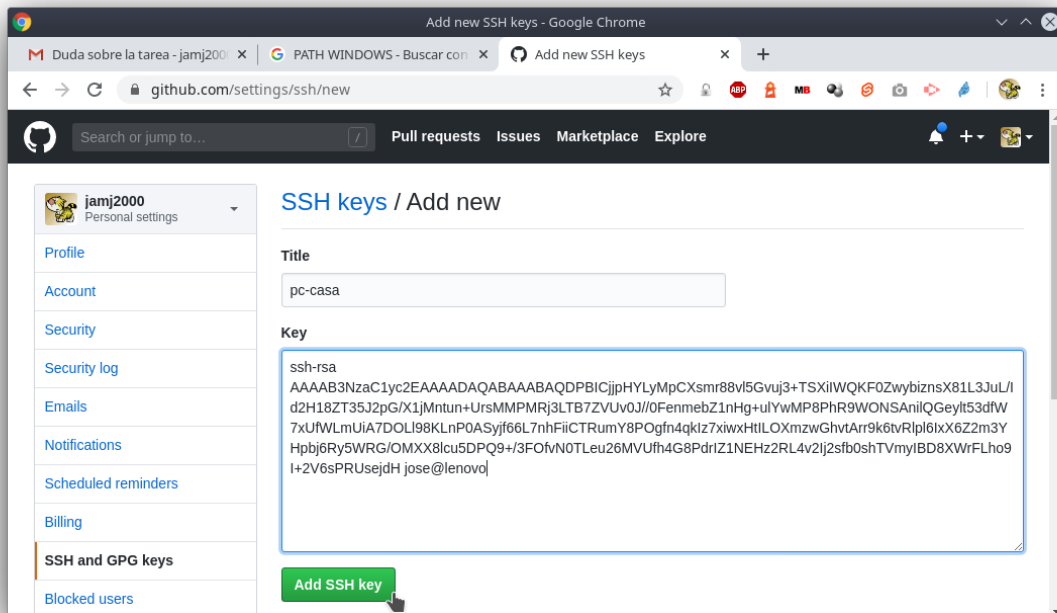 Add new SSH keys - Google Chrome
Duda sobre la tarea - jamj200
PATH WINDOWS - Buscar con
Add new SSH keys
github.com/settings/ssh/new
ABP
MB
Search or jump to…
/
Pull requests Issues Marketplace Explore
jamj2000
Personal settings
Profile
Account
Security
Security log
Emails
Notifications
Scheduled reminders
Billing
SSH and GPG keys
Blocked users
SSH keys / Add new
Title
pc-casa
Key
ssh-rsa
AAAAB3NzaC1yc2EAAAADAQABAAABAQDPBICjjpHYLyMpCXsmr88vl5Gvuj3+TSXiIWQKF0ZwybiznsX81L3JuL/I
d2H18ZT35J2pG/X1jMntun+UrsMMPMRj3LTB7ZVUv0J//0FenmebZ1nHg+ulYwMP8PhR9WONSAnilQGeylt53dfW
7xUfWLmUiA7DOLl98KLnP0ASyjf66L7nhFiiCTRumY8POgfn4qkIz7xiwxHtILOXmzwGhvtArr9k6tvRlpl6IxX6Z2m3Y
Hpbj6Ry5WRG/OMXX8lcu5DPQ9+/3FOfvN0TLeu26MVUfh4G8PdrIZ1NEHz2RL4v2Ij2sfb0shTVmyIBD8XWrFLho9
I+2V6sPRUsejdH jose@lenovo
Add SSH key